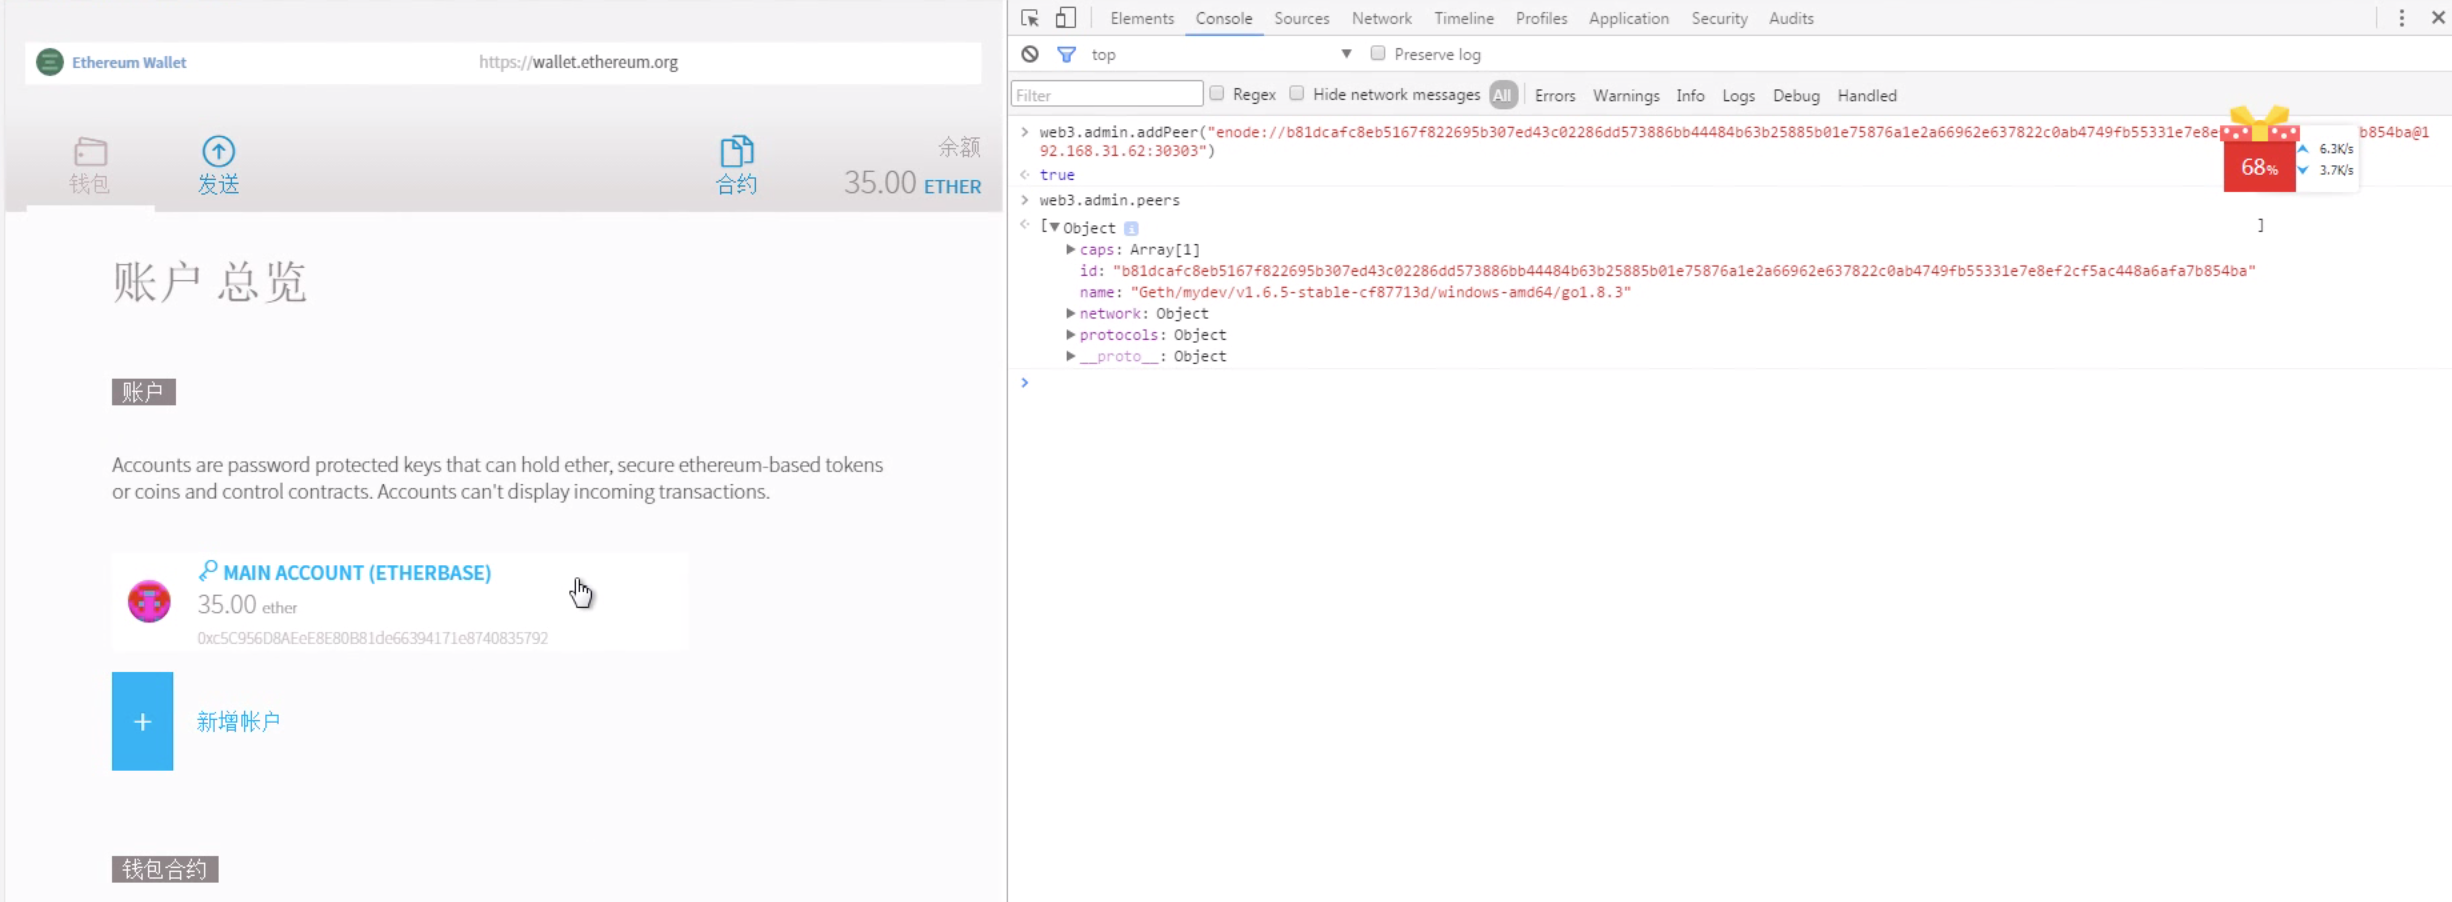 Ethereum Wallet
https://wallet.ethereum.org
钱包
发送
合约
余额
35.00 ETHER
账户 总览
账户
Accounts are password protected keys that can hold ether, secure ethereum-based tokens
or coins and control contracts. Accounts can't display incoming transactions.
MAIN ACCOUNT (ETHERBASE)
35.00 ether
0xc5C956D8AEeE8E80B81de66394171e8740835792
+
新增帐户
钱包合约
Elements Console Sources Network Timeline Profiles Application Security Audits
top Preserve log
Filter Regex Hide network messages All Errors Warnings Info Logs Debug Handled
> web3.admin.addPeer("enode://b81dcafc8eb5167f822695b307ed43c02286dd573886bb44484b63b25885b01e75876a1e2a66962e637822c0ab4749fb55331e7e8e b854ba@1
92.168.31.62:30303")
68% 6.3K/s
3.7K/s
< true
> web3.admin.peers
< [▼Object i ]
▶caps: Array[1]
id: "b81dcafc8eb5167f822695b307ed43c02286dd573886bb44484b63b25885b01e75876a1e2a66962e637822c0ab4749fb55331e7e8ef2cf5ac448a6afa7b854ba"
name: "Geth/mydev/v1.6.5-stable-cf87713d/windows-amd64/go1.8.3"
▶network: Object
▶protocols: Object
▶__proto__: Object
>